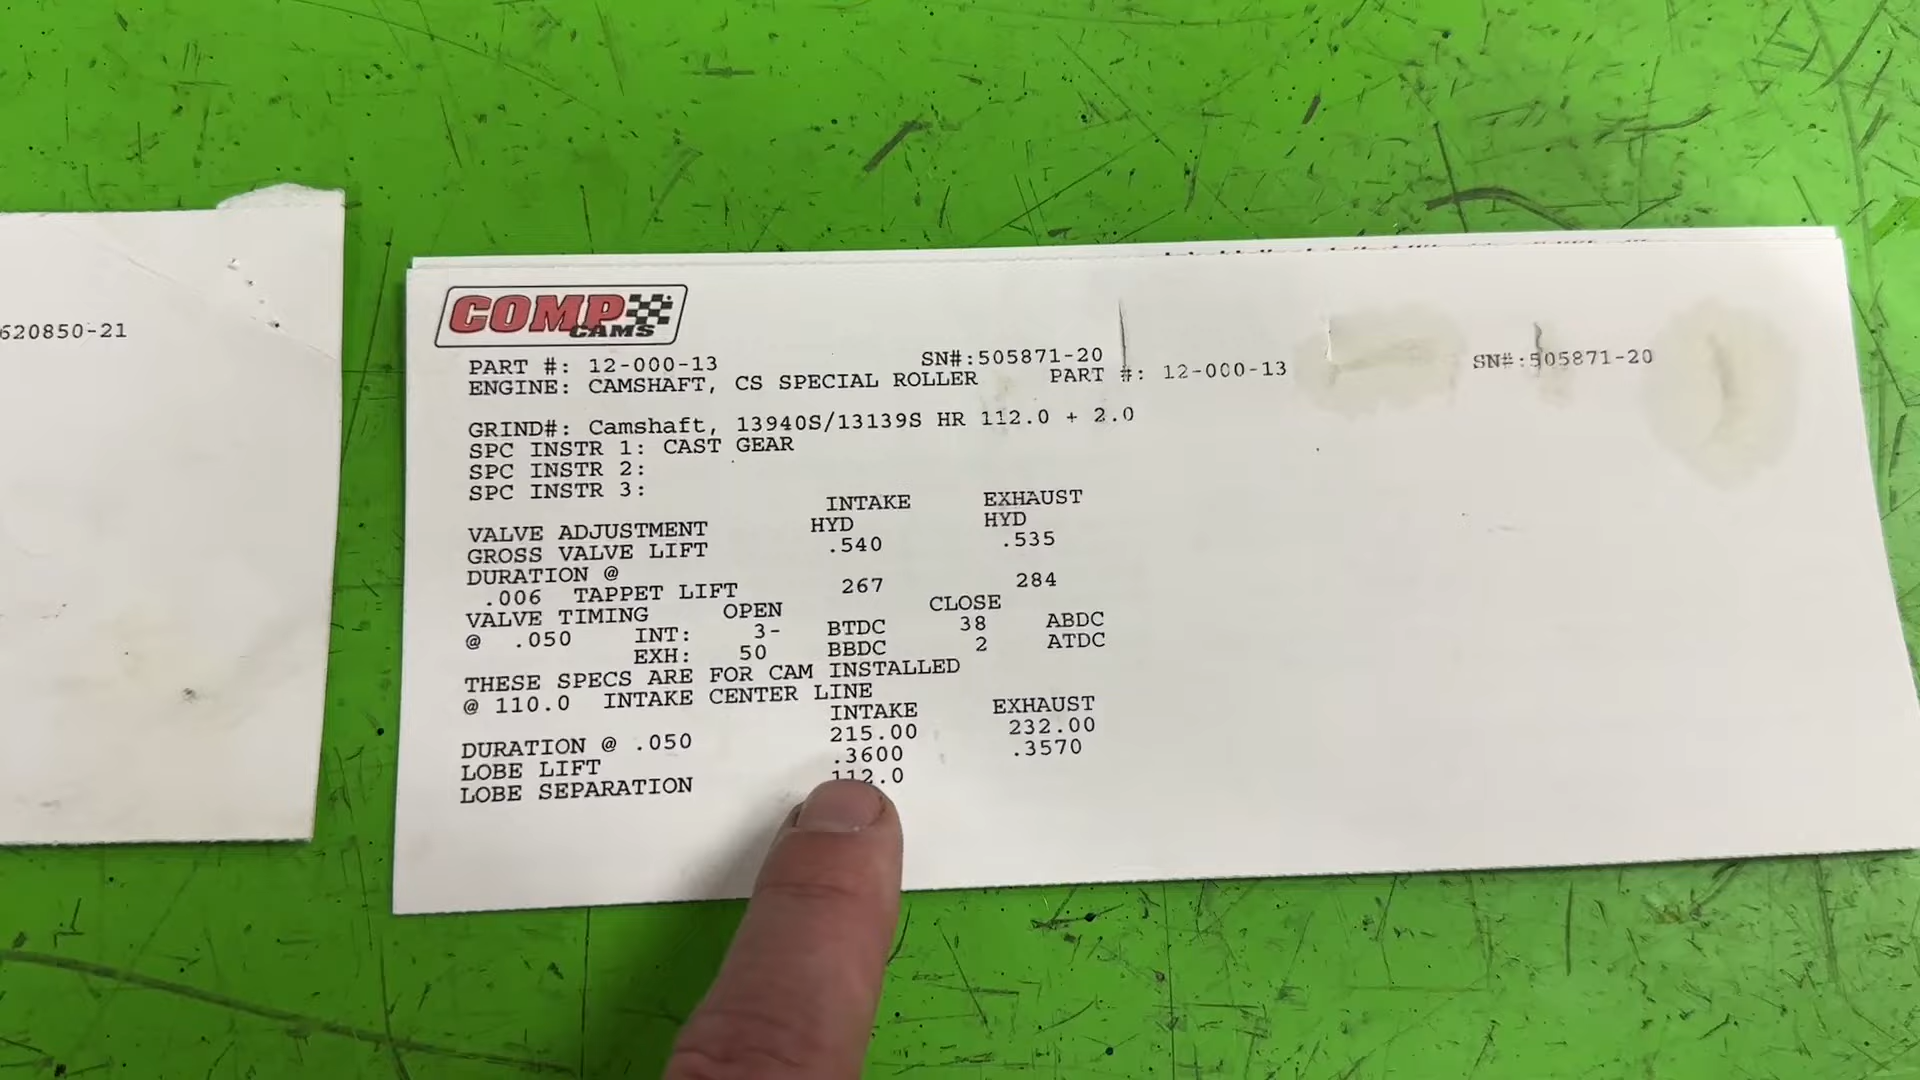 620850-21
COMP
CAMS
PART #: 12-000-13 SN#:505871-20
ENGINE: CAMSHAFT, CS SPECIAL ROLLER PART #: 12-000-13 SN#:505871-20
GRIND#: Camshaft, 13940S/13139S HR 112.0 + 2.0
SPC INSTR 1: CAST GEAR
SPC INSTR 2:
SPC INSTR 3:
INTAKE EXHAUST
VALVE ADJUSTMENT HYD HYD
GROSS VALVE LIFT .540 .535
DURATION @
.006 TAPPET LIFT 267 284
VALVE TIMING OPEN CLOSE
@ .050 INT: 3- BTDC 38 ABDC
EXH: 50 BBDC 2 ATDC
THESE SPECS ARE FOR CAM INSTALLED
@ 110.0 INTAKE CENTER LINE
INTAKE EXHAUST
DURATION @ .050 215.00 232.00
LOBE LIFT .3600 .3570
LOBE SEPARATION 112.0